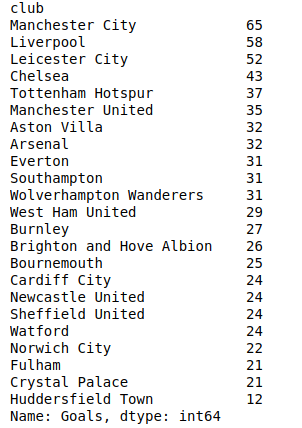 club
Manchester City 65
Liverpool 58
Leicester City 52
Chelsea 43
Tottenham Hotspur 37
Manchester United 35
Aston Villa 32
Arsenal 32
Everton 31
Southampton 31
Wolverhampton Wanderers 31
West Ham United 29
Burnley 27
Brighton and Hove Albion 26
Bournemouth 25
Cardiff City 24
Newcastle United 24
Sheffield United 24
Watford 24
Norwich City 22
Fulham 21
Crystal Palace 21
Huddersfield Town 12
Name: Goals, dtype: int64